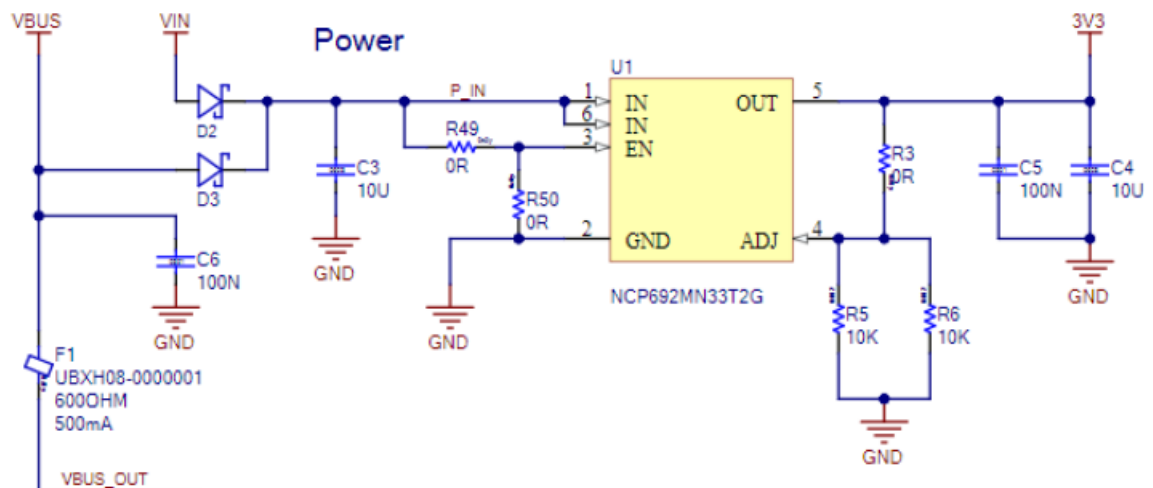 VBUS
VIN
Power
3V3
U1
D2
P_IN
1
IN
OUT
5
6
IN
R49
3
EN
0R
C3
10U
R3
0R
C5
100N
C4
10U
D3
R50
0R
2
GND
ADJ
4
C6
100N
GND
GND
NCP692MN33T2G
GND
R5
10K
R6
10K
GND
F1
UBXH08-0000001
600OHM
500mA
GND
VBUS_OUT